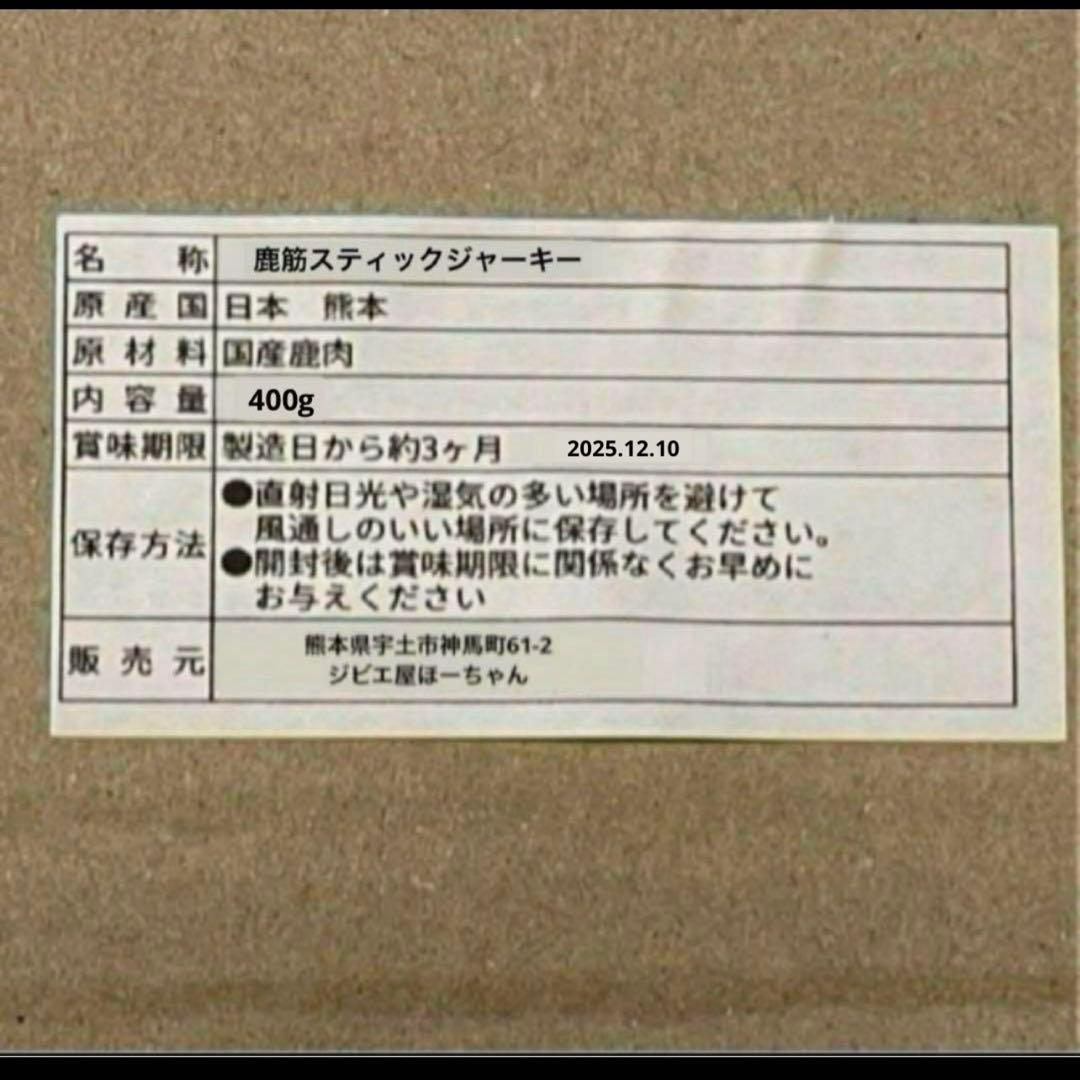 名称 鹿筋スティックジャーキー
原産国 日本 熊本
原材料 国産鹿肉
内容量 400g
賞味期限 製造日から約3ヶ月 2025.12.10
保存方法 ●直射日光や湿気の多い場所を避けて
風通しのいい場所に保存してください。
●開封後は賞味期限に関係なくお早めに
お与えください
販売元 熊本県宇土市神馬町61-2
ジビエ屋ほーちゃん